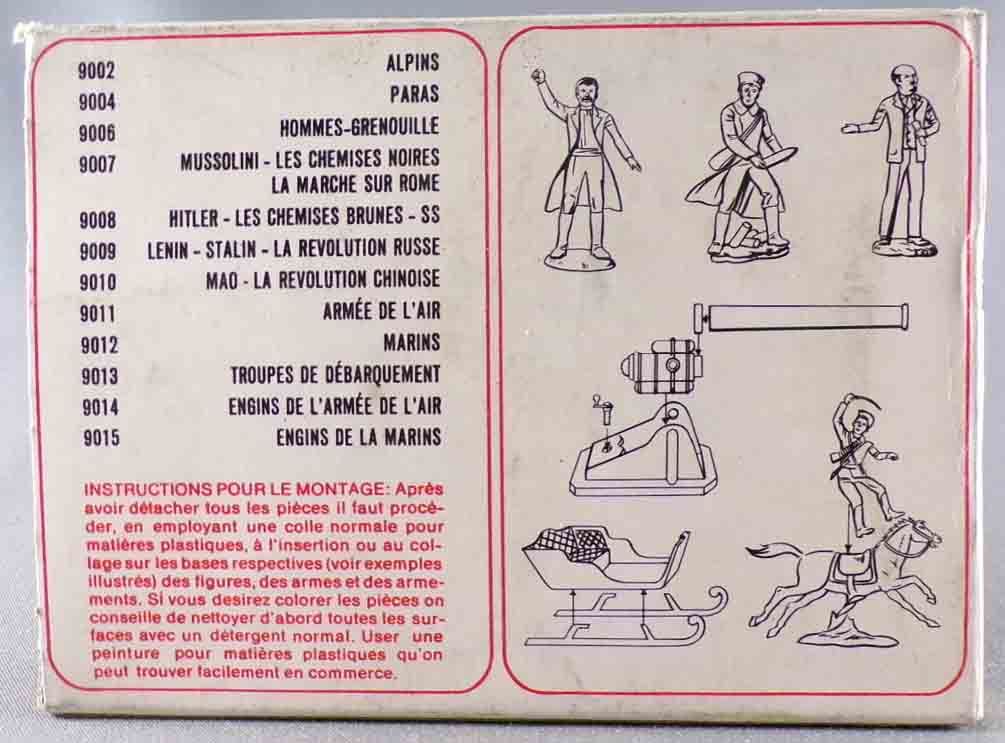 9002 ALPINS
9004 PARAS
9006 HOMMES-GRENOUILLE
9007 MUSSOLINI - LES CHEMISES NOIRES
LA MARCHE SUR ROME
9008 HITLER - LES CHEMISES BRUNES - SS
9009 LENIN - STALIN - LA REVOLUTION RUSSE
9010 MAO - LA REVOLUTION CHINOISE
9011 ARMÉE DE L'AIR
9012 MARINS
9013 TROUPES DE DÉBARQUEMENT
9014 ENGINS DE L'ARMÉE DE L'AIR
9015 ENGINS DE LA MARINS
INSTRUCTIONS POUR LE MONTAGE: Après
avoir détacher tous les pièces il faut procé-
der, en employant une colle normale pour
matières plastiques, à l'insertion ou au col-
lage sur les bases respectives (voir exemples
illustrés) des figures, des armes et des arme-
ments. Si vous desirez colorer les pièces on
conseille de nettoyer d'abord toutes les sur-
faces avec un détergent normal. User une
peinture pour matières plastiques qu'on
peut trouver facilement en commerce.